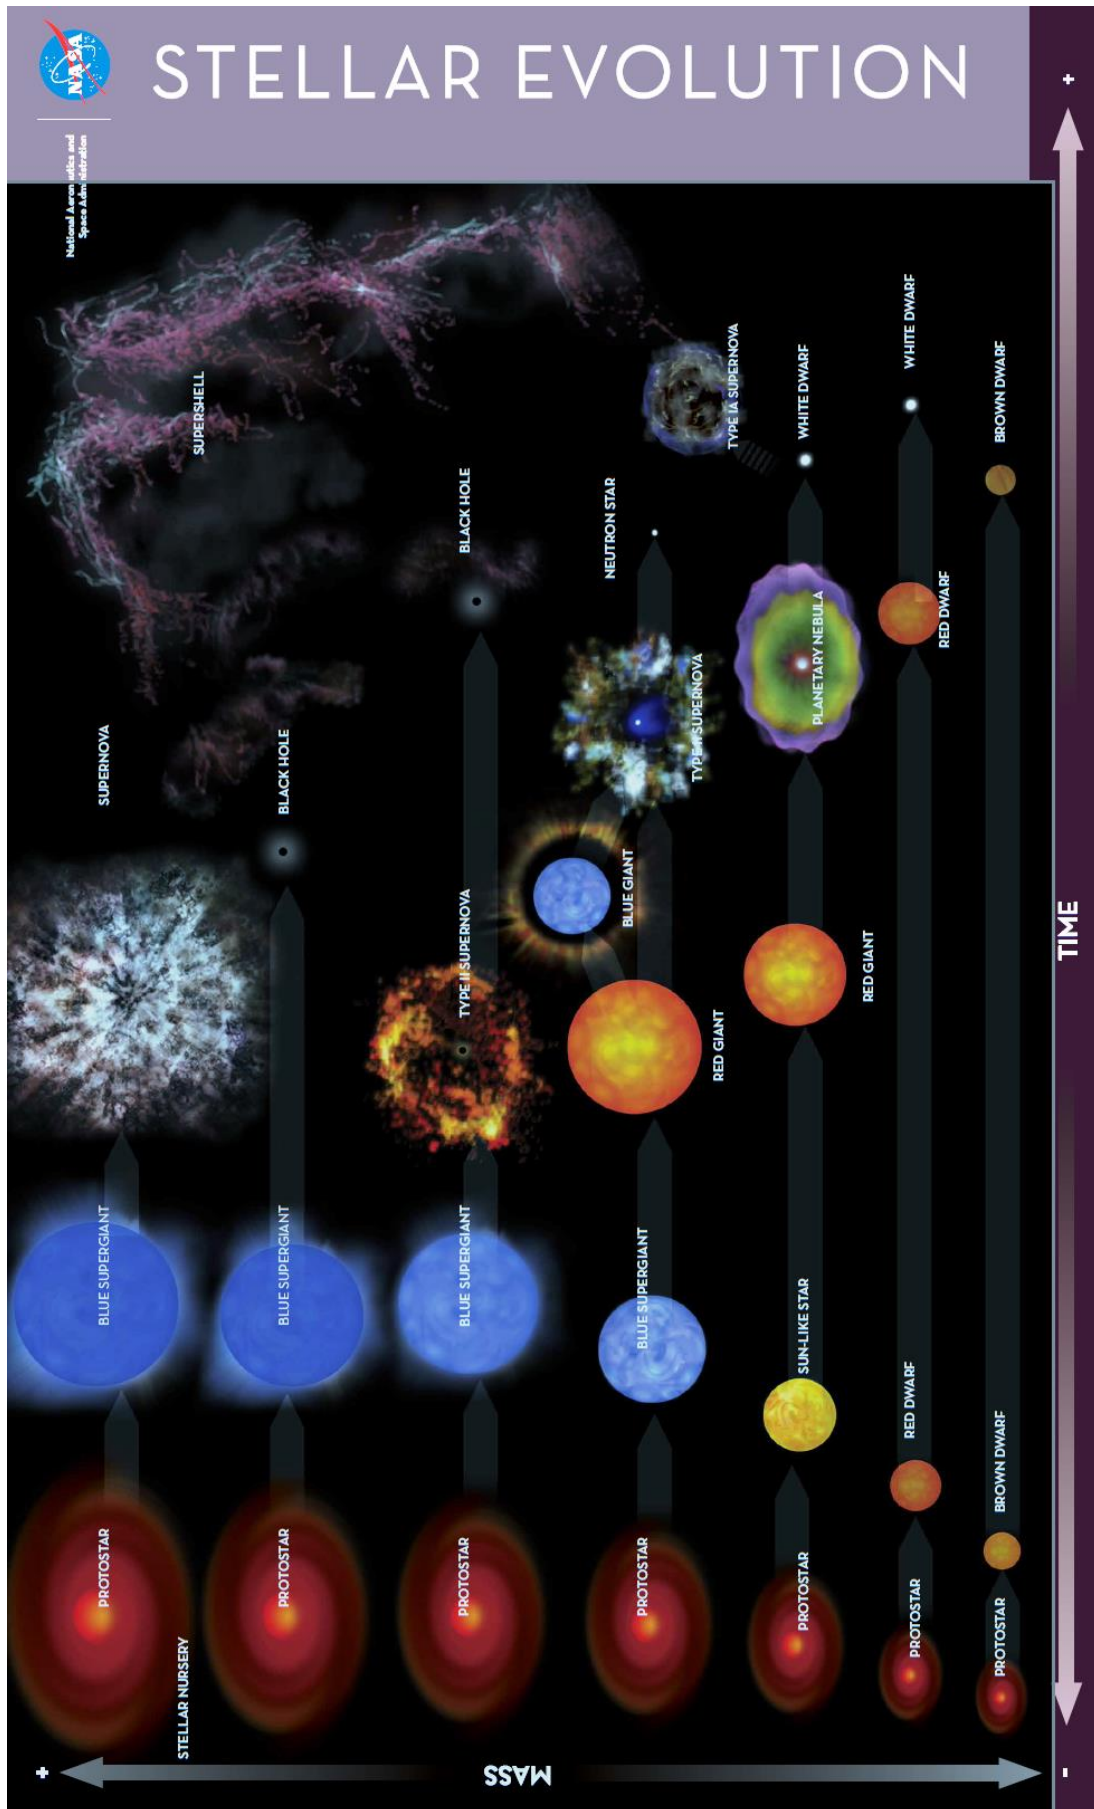 NASA
National Aeronautics and
Space Administration
STELLAR EVOLUTION
+
TIME
-
+
MASS
STELLAR NURSERY
PROTOSTAR
BLUE SUPERGIANT
SUPERNOVA
SUPERSHELL
PROTOSTAR
BLUE SUPERGIANT
BLACK HOLE
PROTOSTAR
BLUE SUPERGIANT
TYPE II SUPERNOVA
BLACK HOLE
PROTOSTAR
BLUE SUPERGIANT
RED GIANT
BLUE GIANT
TYPE II SUPERNOVA
NEUTRON STAR
PROTOSTAR
SUN-LIKE STAR
RED GIANT
PLANETARY NEBULA
WHITE DWARF
TYPE IA SUPERNOVA
PROTOSTAR
RED DWARF
RED DWARF
WHITE DWARF
PROTOSTAR
BROWN DWARF
BROWN DWARF